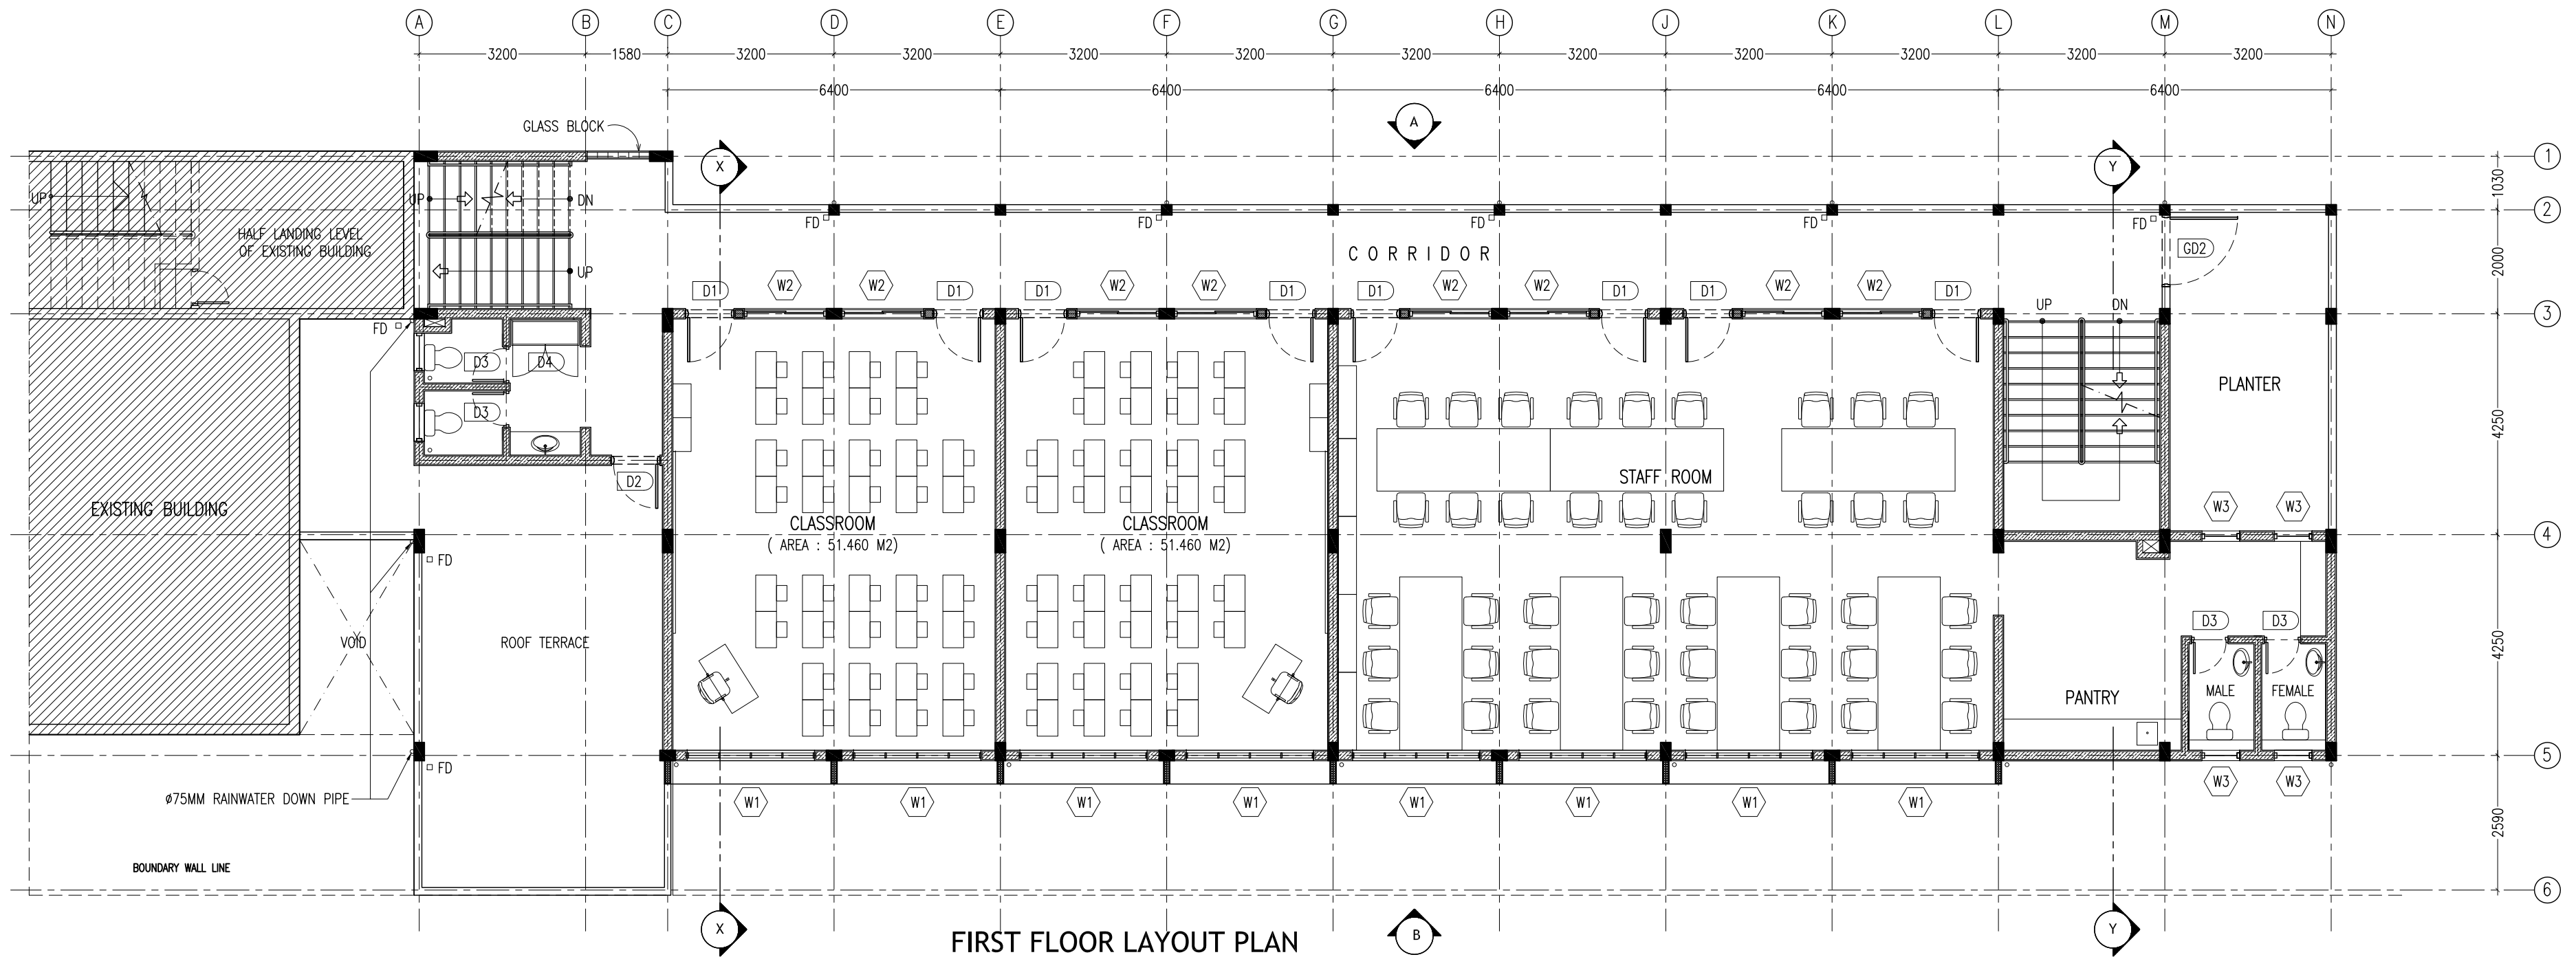 A B C D E F G H J K L M N
3200 1580 3200 3200 3200 3200 3200 3200 3200 3200 3200 3200
6400 6400 6400 6400 6400
GLASS BLOCK
A
1
X Y
1030
UP UP DN
2
FD FD FD FD FD
HALF LANDING LEVEL
OF EXISTING BUILDING
CORRIDOR
GD2
2000
UP
D1 W2 W2 D1 D1 W2 W2 D1 D1 W2 W2 D1 D1 W2 W2 D1
UP DN
3
FD
D3 D4
PLANTER
D3
4250
STAFF ROOM
D2
EXISTING BUILDING
W3 W3
CLASSROOM CLASSROOM
( AREA : 51.460 M2) ( AREA : 51.460 M2)
4
FD
D3 D3
VOID
ROOF TERRACE
4250
PANTRY
MALE FEMALE
5
FD
W3 W3
Ø75MM RAINWATER DOWN PIPE
W1 W1 W1 W1 W1 W1 W1 W1
2590
BOUNDARY WALL LINE
6
X B Y
FIRST FLOOR LAYOUT PLAN